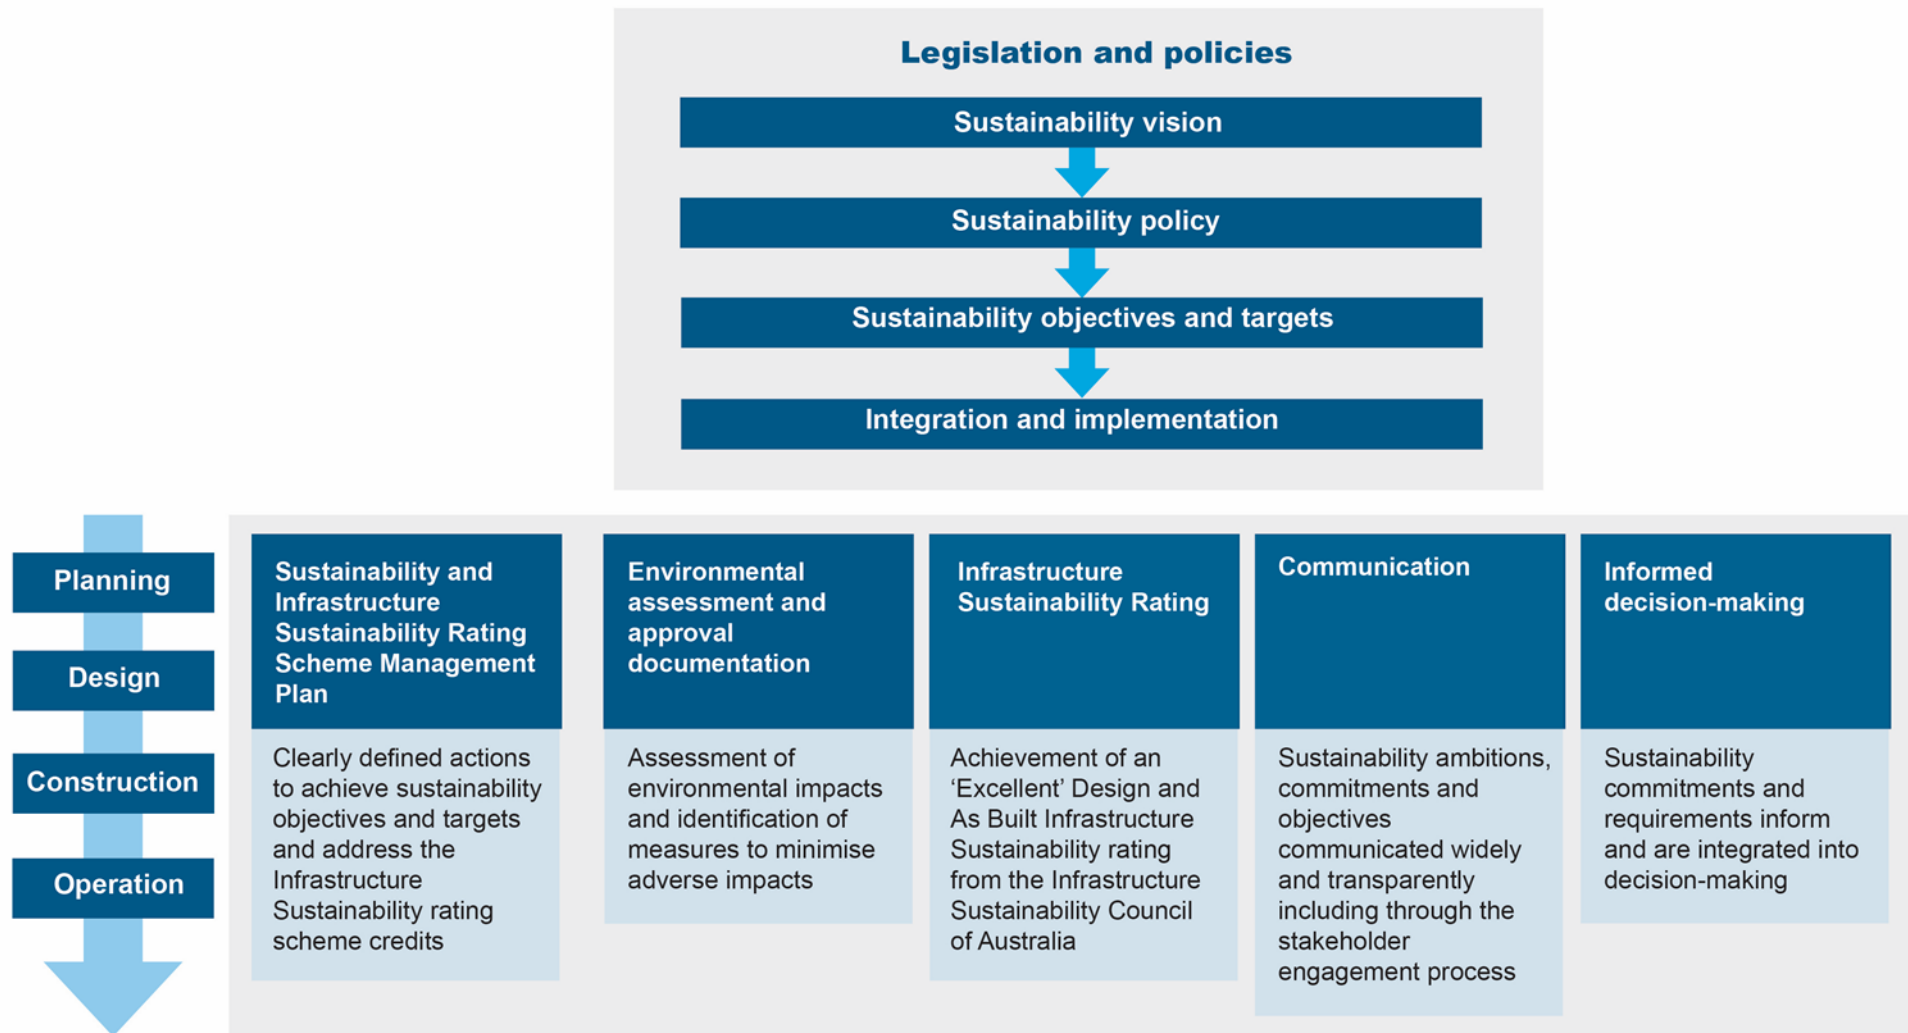 Legislation and policies
Sustainability vision
Sustainability policy
Sustainability objectives and targets
Integration and implementation
Planning
Design
Construction
Operation
Sustainability and
Infrastructure
Sustainability Rating
Scheme Management
Plan
Clearly defined actions
to achieve sustainability
objectives and targets
and address the
Infrastructure
Sustainability rating
scheme credits
Environmental
assessment and
approval
documentation
Assessment of
environmental impacts
and identification of
measures to minimise
adverse impacts
Infrastructure
Sustainability Rating
Achievement of an
‘Excellent’ Design and
As Built Infrastructure
Sustainability rating
from the Infrastructure
Sustainability Council
of Australia
Communication
Sustainability ambitions,
commitments and
objectives
communicated widely
and transparently
including through the
stakeholder
engagement process
Informed
decision-making
Sustainability
commitments and
requirements inform
and are integrated into
decision-making